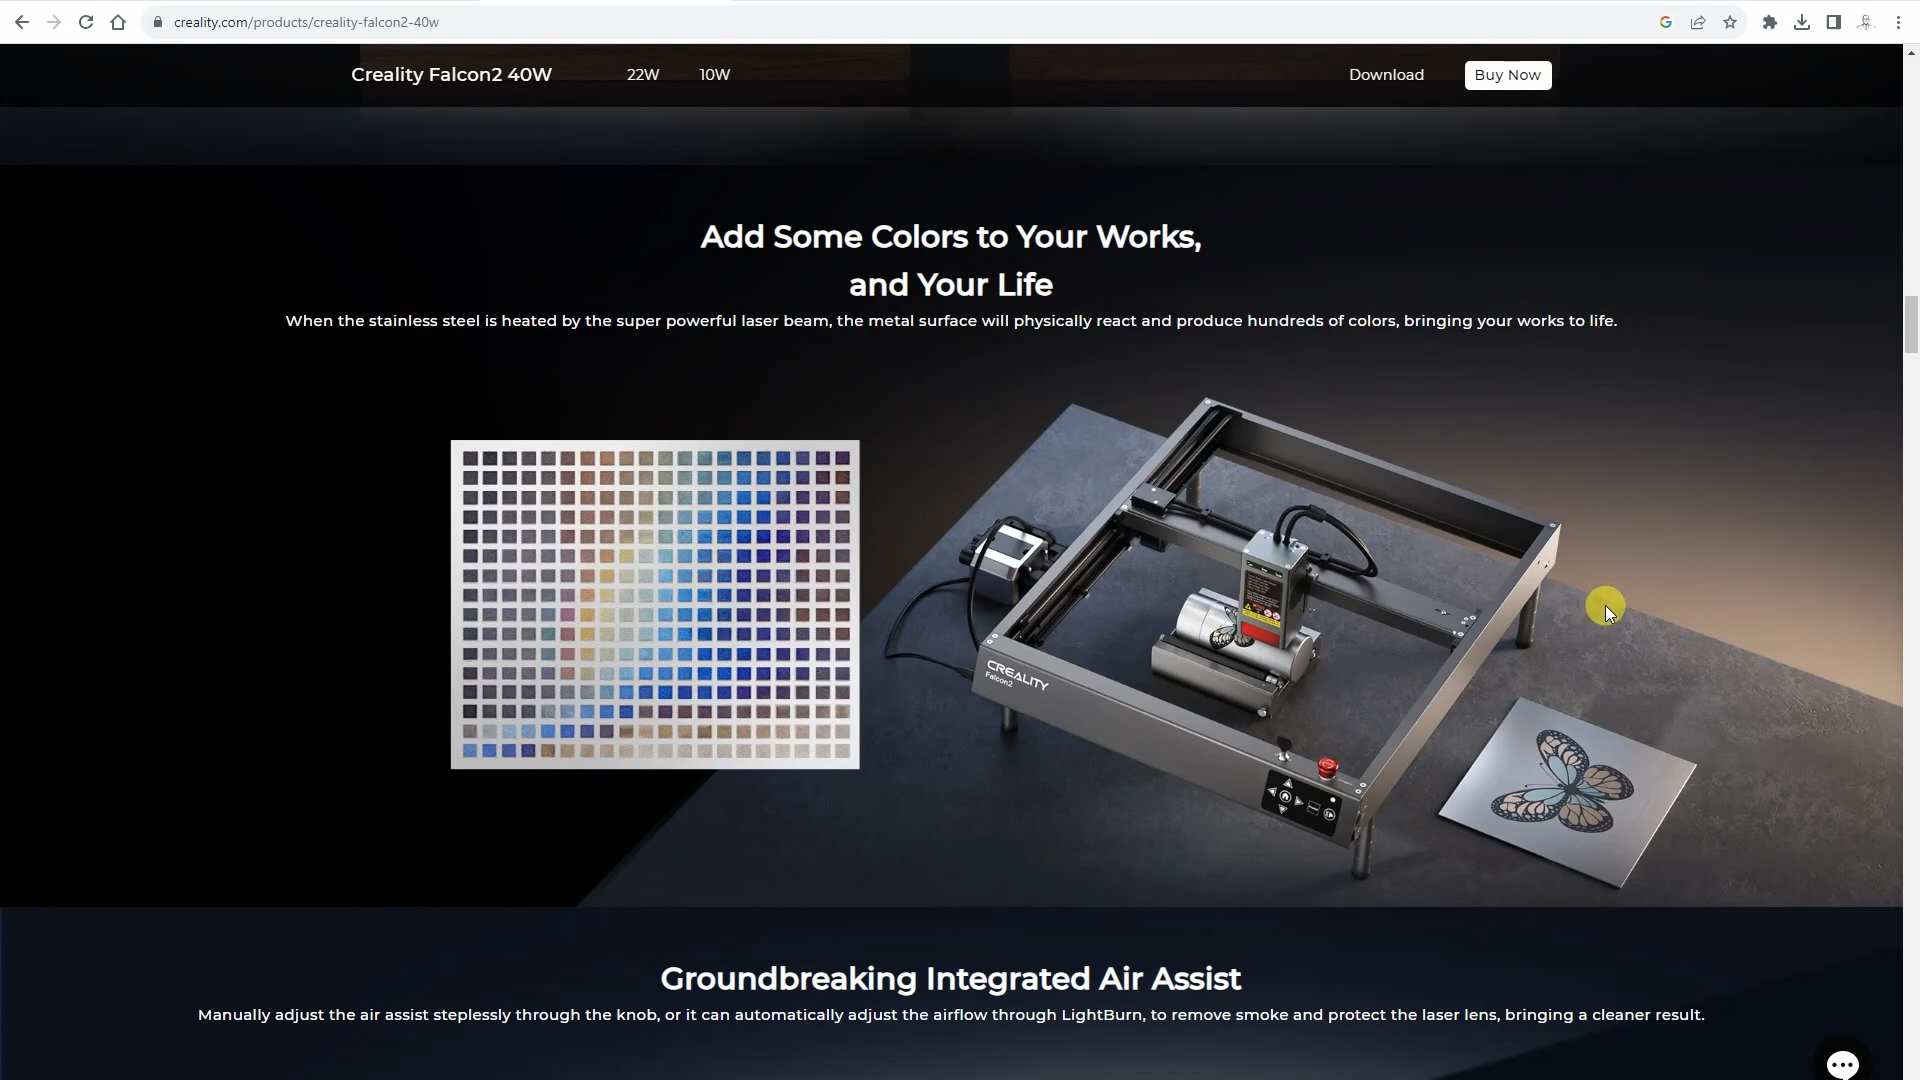 creality.com/products/creality-falcon2-40w
Creality Falcon2 40W 22W 10W Download Buy Now
Add Some Colors to Your Works,
and Your Life
When the stainless steel is heated by the super powerful laser beam, the metal surface will physically react and produce hundreds of colors, bringing your works to life.
CREALITY
Falcon2
Groundbreaking Integrated Air Assist
Manually adjust the air assist steplessly through the knob, or it can automatically adjust the airflow through LightBurn, to remove smoke and protect the laser lens, bringing a cleaner result.